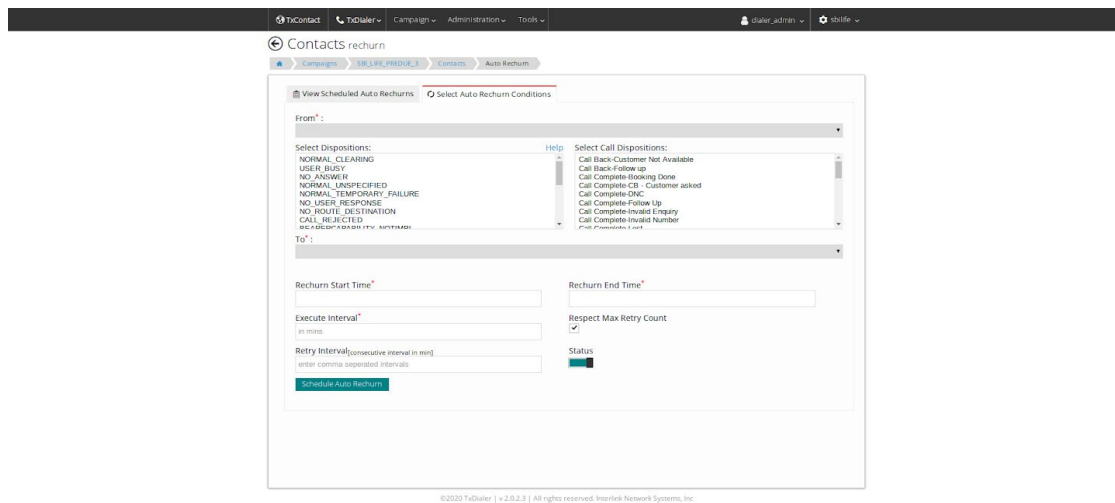 TxContact TxDialer Campaign Administration Tools dialer_admin sbilife
Contacts rechurn
Campaigns SBI_LIFE_PREDUE_3 Contacts Auto Rechurn
View Scheduled Auto Rechurns Select Auto Rechurn Conditions
From* :
Select Dispositions: Help Select Call Dispositions:
NORMAL_CLEARING Call Back-Customer Not Available
USER_BUSY Call Back-Follow up
NO_ANSWER Call Complete-Booking Done
NORMAL_UNSPECIFIED Call Complete-CB - Customer asked
NORMAL_TEMPORARY_FAILURE Call Complete-DNC
NO_USER_RESPONSE Call Complete-Follow Up
NO_ROUTE_DESTINATION Call Complete-Invalid Enquiry
CALL_REJECTED Call Complete-Invalid Number
BEARERCAPABILITY_NOTIMPL Call Complete-Lost
To* :
Rechurn Start Time* Rechurn End Time*
Execute Interval* Respect Max Retry Count
in mins
Retry Interval[consecutive interval in min] Status
enter comma seperated intervals
Schedule Auto Rechurn
©2020 TxDialer | v 2.0.2.3 | All rights reserved. Interlink Network Systems, Inc